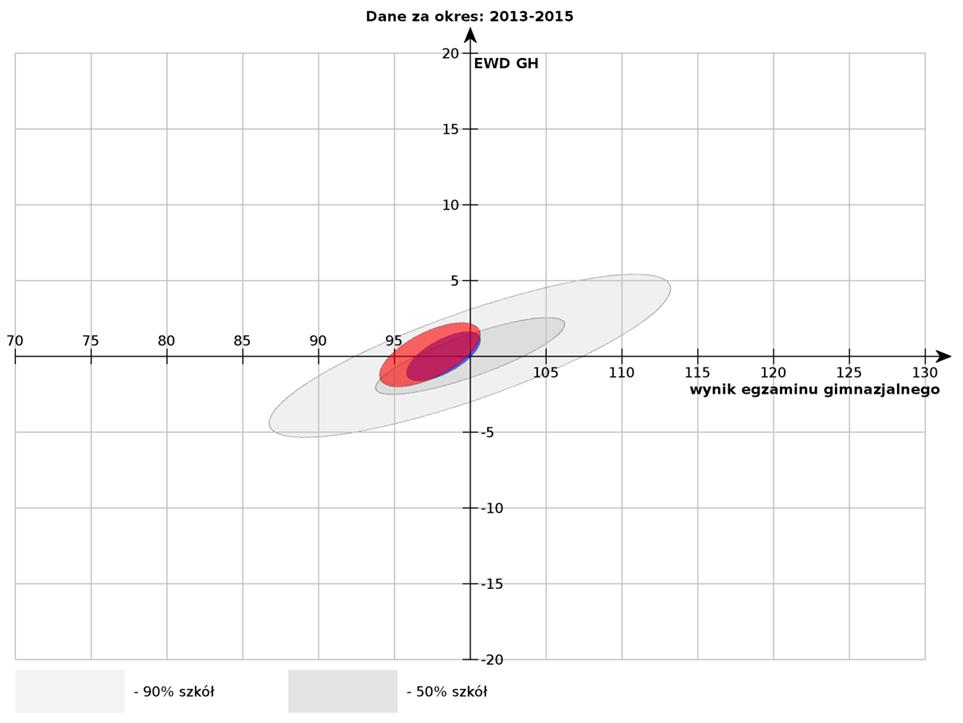 Dane za okres: 2013-2015
20
EWD GH
15
10
5
70 75 80 85 90 95
105 110 115 120 125 130
wynik egzaminu gimnazjalnego
-5
-10
-15
-20
- 90% szkół - 50% szkół